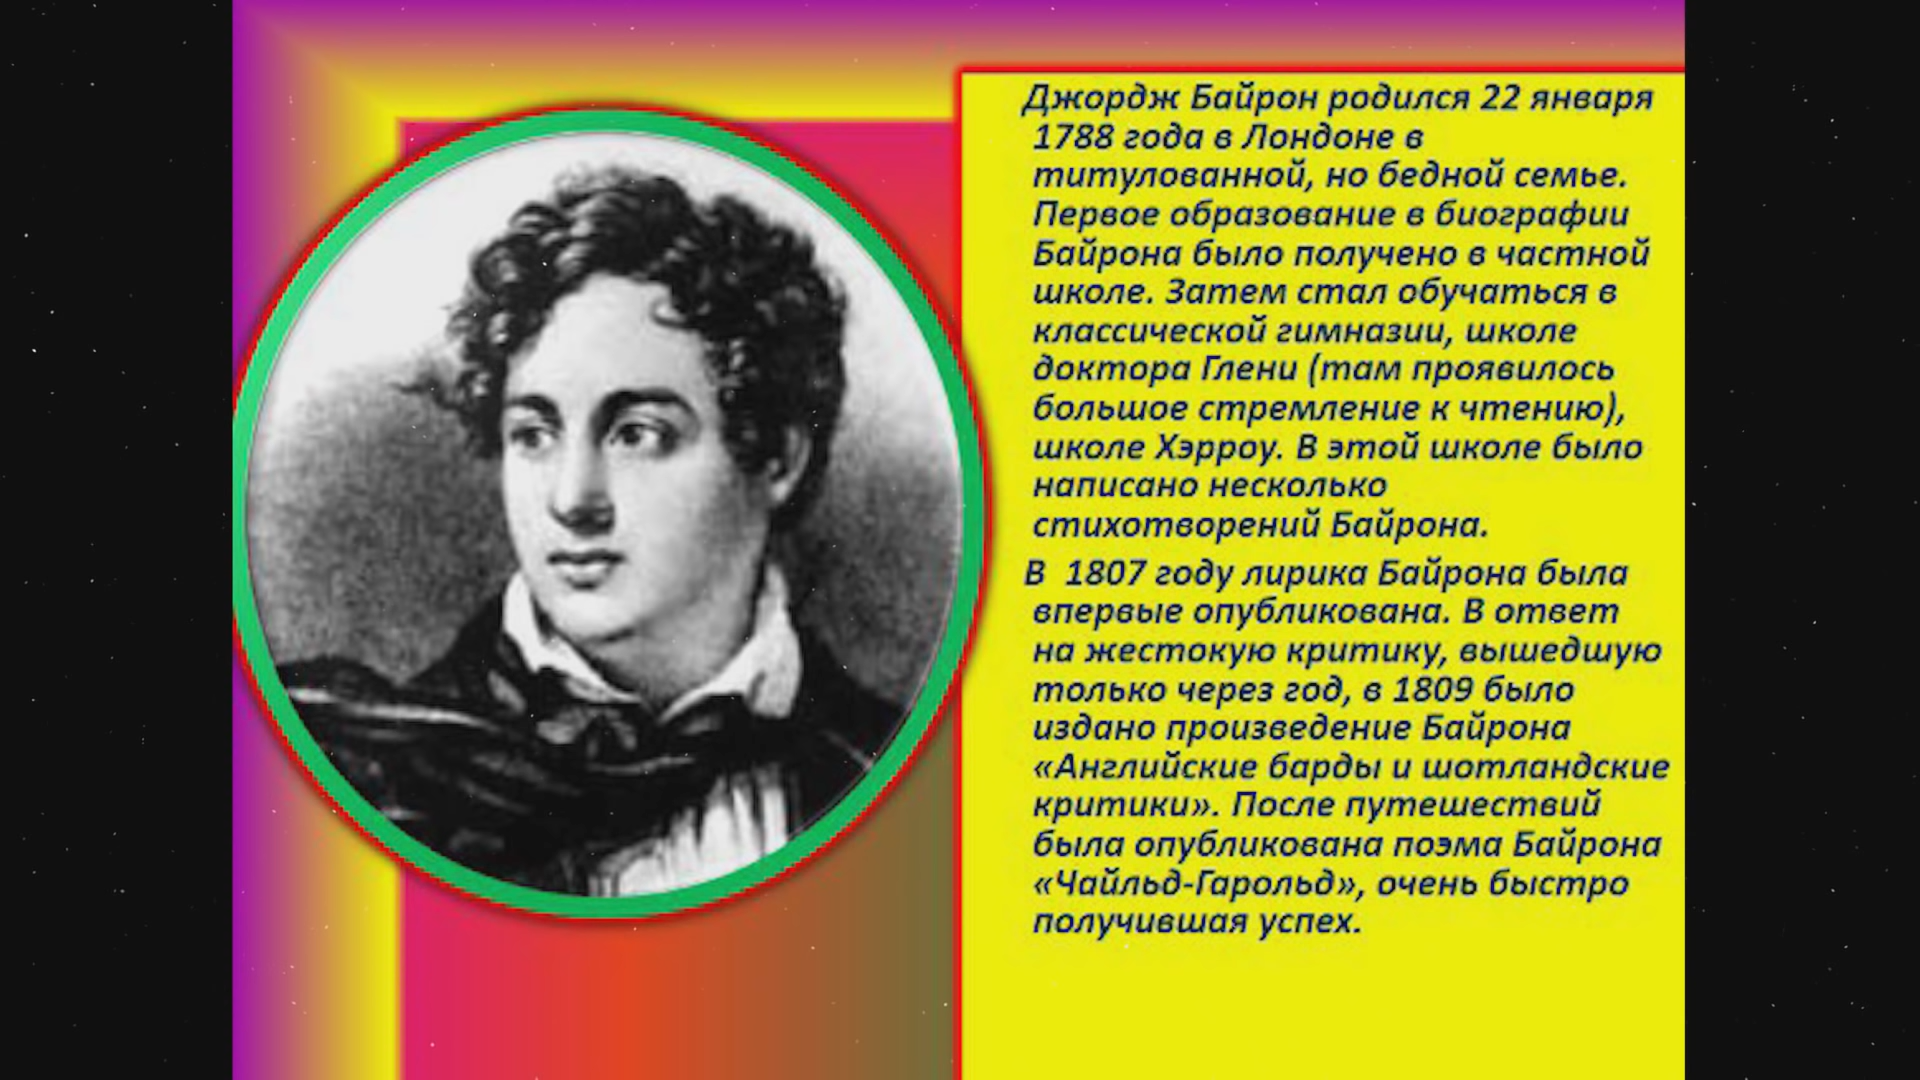 Джордж Байрон родился 22 января
1788 года в Лондоне в
титулованной, но бедной семье.
Первое образование в биографии
Байрона было получено в частной
школе. Затем стал обучаться в
классической гимназии, школе
доктора Глени (там проявилось
большое стремление к чтению),
школе Хэрроу. В этой школе было
написано несколько
стихотворений Байрона.
В  1807 году лирика Байрона была
впервые опубликована. В ответ
на жестокую критику, вышедшую
только через год, в 1809 было
издано произведение Байрона
«Английские барды и шотландские
критики». После путешествий
была опубликована поэма Байрона
«Чайльд-Гарольд», очень быстро
получившая успех.